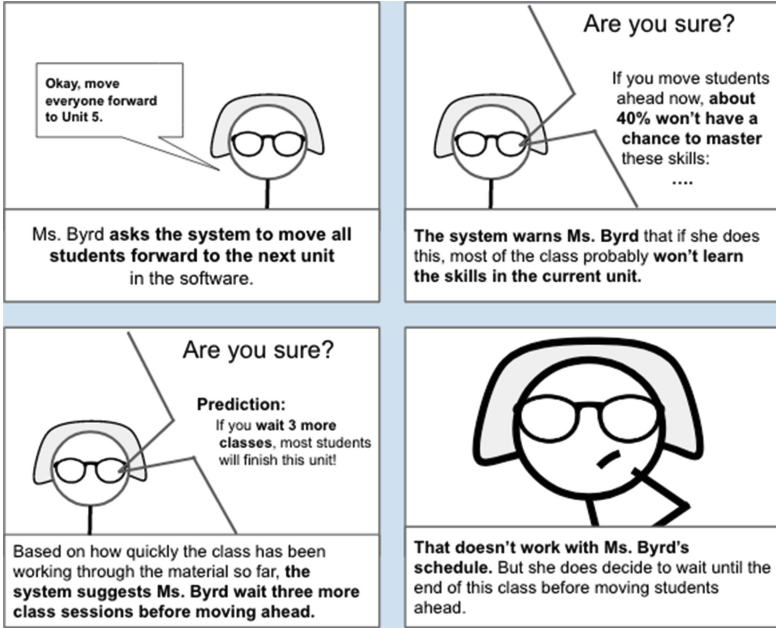 Okay, move
everyone forward
to Unit 5.
Ms. Byrd asks the system to move all
students forward to the next unit
in the software.
Are you sure?
If you move students
ahead now, about
40% won't have a
chance to master
these skills:
....
The system warns Ms. Byrd that if she does
this, most of the class probably won't learn
the skills in the current unit.
Are you sure?
Prediction:
If you wait 3 more
classes, most students
will finish this unit!
Based on how quickly the class has been
working through the material so far, the
system suggests Ms. Byrd wait three more
class sessions before moving ahead.
That doesn't work with Ms. Byrd's
schedule. But she does decide to wait until the
end of this class before moving students
ahead.